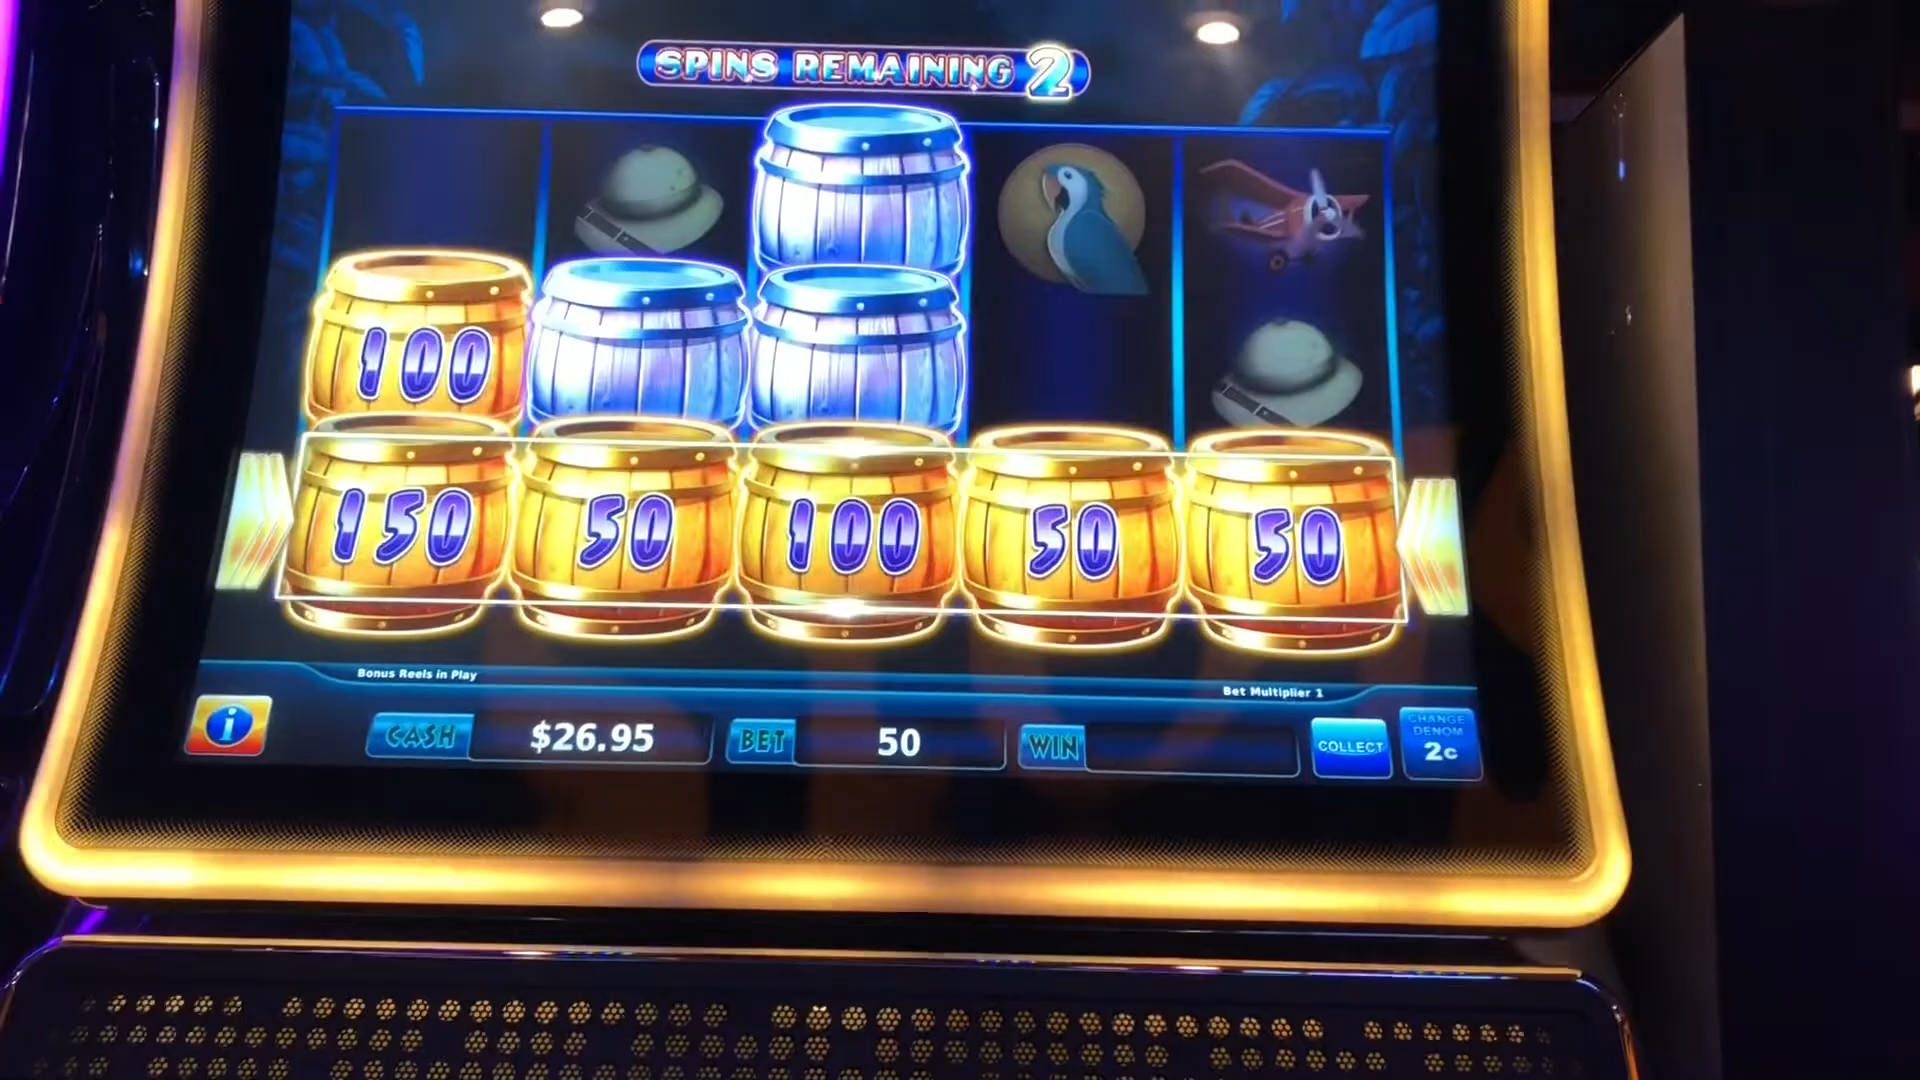 SPINS REMAINING 2
100
150 50 100 50 50
Bonus Reels in Play
Bet Multiplier 1
CASH $26.95 BET 50 WIN COLLECT
CHANGE
DENOM
2c
i